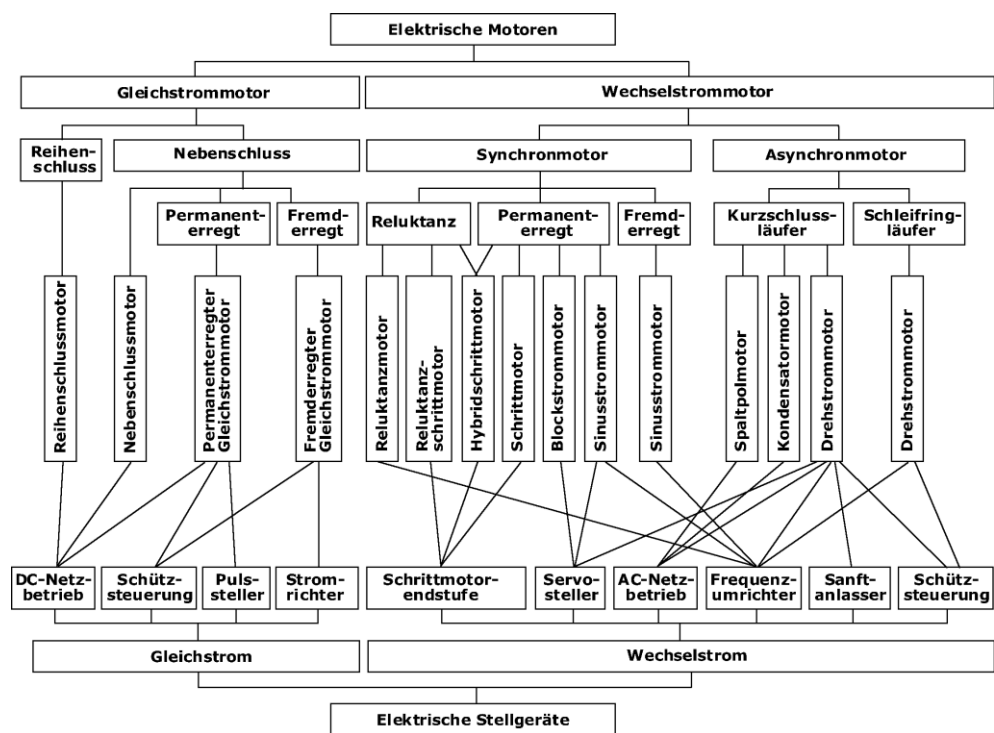 Elektrische Motoren
Gleichstrommotor
Wechselstrommotor
Reihen-
schluss
Nebenschluss
Synchronmotor
Asynchronmotor
Permanent-
erregt
Fremd-
erregt
Reluktanz
Permanent-
erregt
Fremd-
erregt
Kurzschluss-
läufer
Schleifring-
läufer
Reihenschlussmotor
Nebenschlussmotor
Permanenterregter
Gleichstrommotor
Fremderregter
Gleichstrommotor
Reluktanzmotor
Reluktanz-
schrittmotor
Hybridschrittmotor
Schrittmotor
Blockstrommotor
Sinustrommotor
Sinusstrommotor
Spaltpolmotor
Kondensatormotor
Drehstrommotor
Drehstrommotor
DC-Netz-
betrieb
Schütz-
steuerung
Puls-
steller
Strom-
richter
Schrittmotor-
endstufe
Servo-
steller
AC-Netz-
betrieb
Frequenz-
umrichter
Sanft-
anlasser
Schütz-
steuerung
Gleichstrom
Wechselstrom
Elektrische Stellgeräte